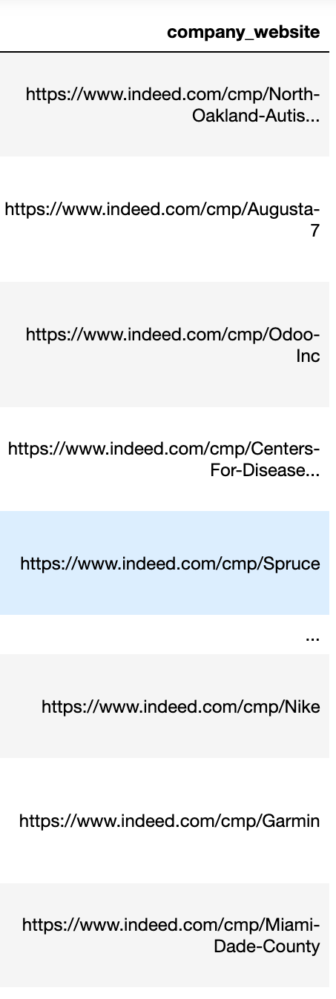 company_website
https://www.indeed.com/cmp/North-
Oakland-Autis...
https://www.indeed.com/cmp/Augusta-
7
https://www.indeed.com/cmp/Odoo-
Inc
https://www.indeed.com/cmp/Centers-
For-Disease...
https://www.indeed.com/cmp/Spruce
...
https://www.indeed.com/cmp/Nike
https://www.indeed.com/cmp/Garmin
https://www.indeed.com/cmp/Miami-
Dade-County